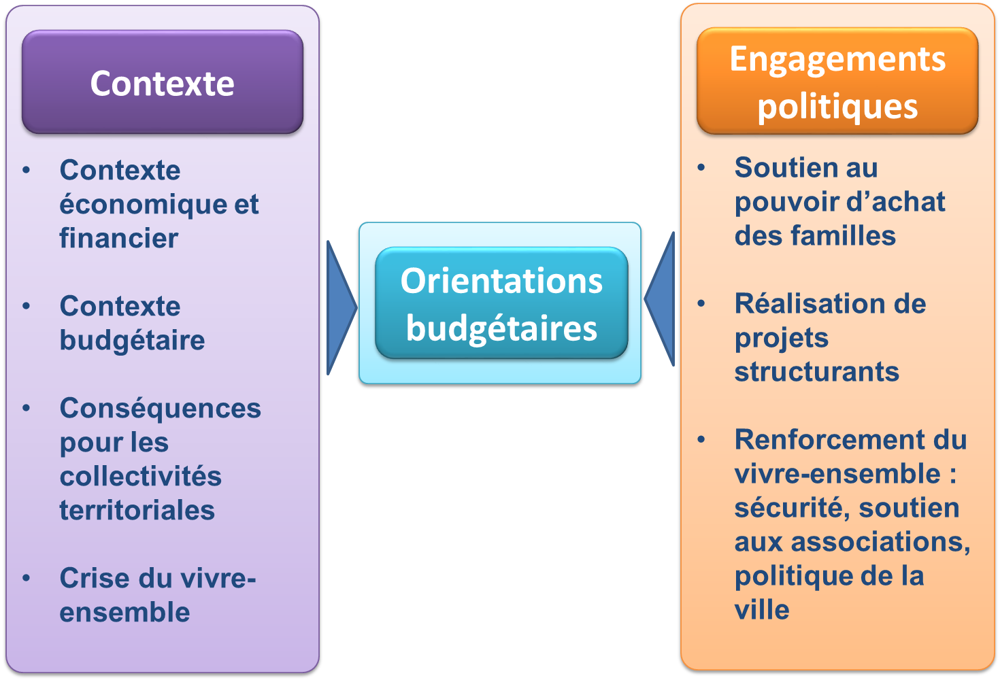 Contexte
• Contexte
économique et
financier
• Contexte
budgétaire
• Conséquences
pour les
collectivités
territoriales
• Crise du vivre-
ensemble
Orientations
budgétaires
Engagements
politiques
• Soutien au
pouvoir d’achat
des familles
• Réalisation de
projets
structurants
• Renforcement du
vivre-ensemble :
sécurité, soutien
aux associations,
politique de la
ville